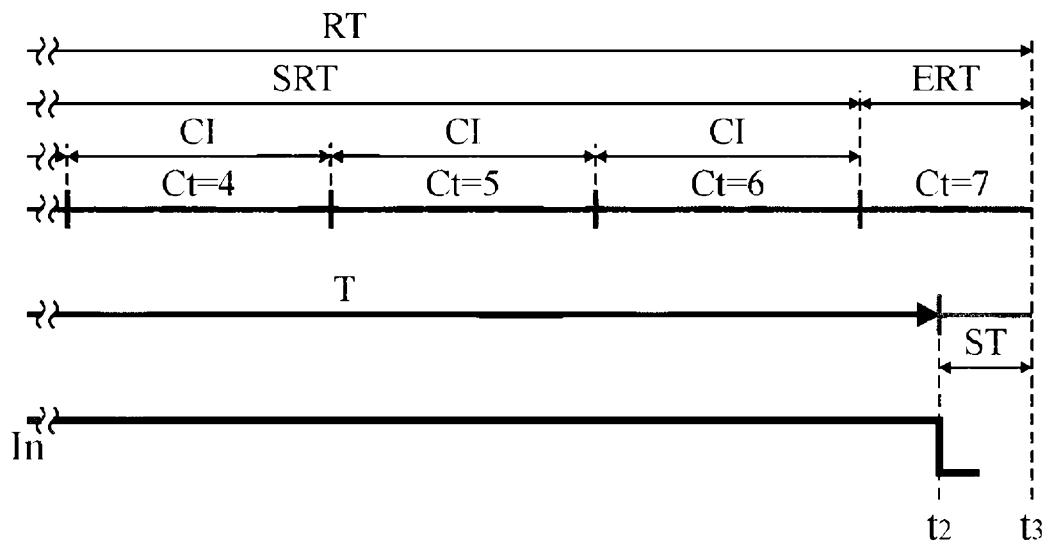 RT
SRT ERT
CI CI CI
Ct=4 Ct=5 Ct=6 Ct=7
T
ST
In
t2 t3